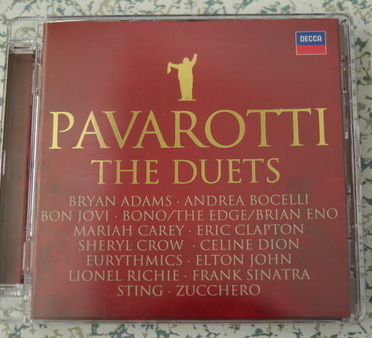 DECCA
PAVAROTTI
THE DUETS
BRYAN ADAMS · ANDREA BOCELLI
BON JOVI · BONO/THE EDGE/BRIAN ENO
MARIAH CAREY · ERIC CLAPTON
SHERYL CROW · CELINE DION
EURYTHMICS · ELTON JOHN
LIONEL RICHIE · FRANK SINATRA
STING · ZUCCHERO